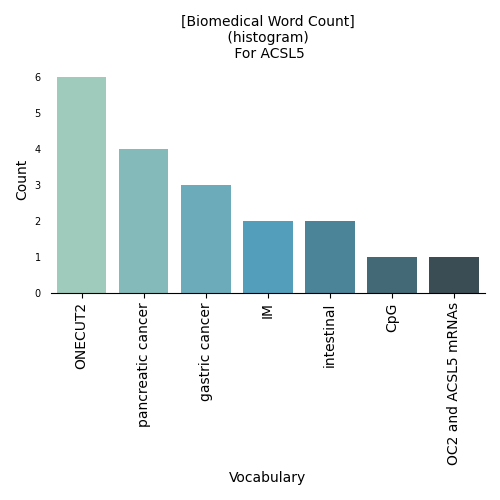 [Biomedical Word Count]
(histogram)
For ACSL5
Count
6
5
4
3
2
1
0
ONECUT2
pancreatic cancer
gastric cancer
IM
intestinal
CpG
OC2 and ACSL5 mRNAs
Vocabulary